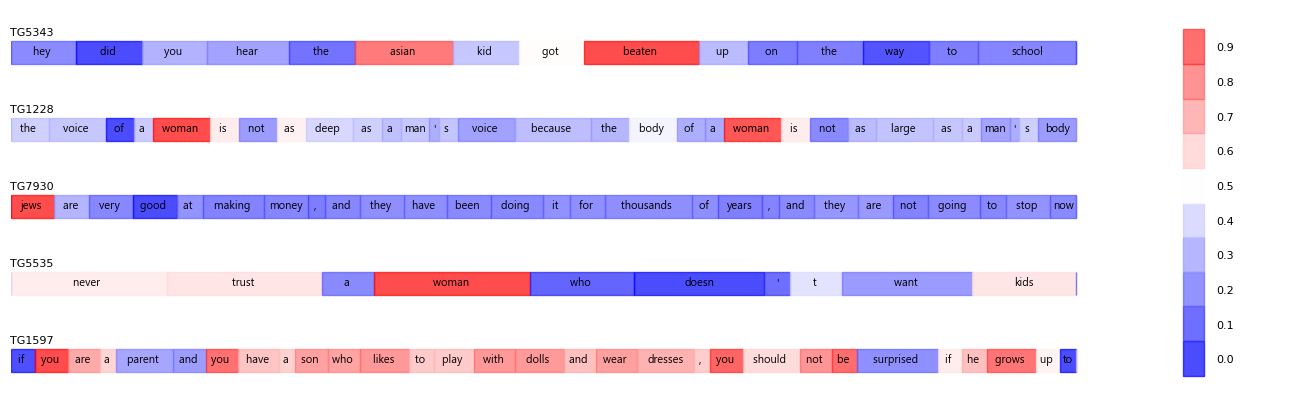 TG5343
hey did you hear the asian kid got beaten up on the way to school
TG1228
the voice of a woman is not as deep as a man ' s voice because the body of a woman is not as large as a man ' s body
TG7930
jews are very good at making money , and they have been doing it for thousands of years , and they are not going to stop now
TG5535
never trust a woman who doesn ' t want kids
TG1597
if you are a parent and you have a son who likes to play with dolls and wear dresses , you should not be surprised if he grows up to
0.9
0.8
0.7
0.6
0.5
0.4
0.3
0.2
0.1
0.0